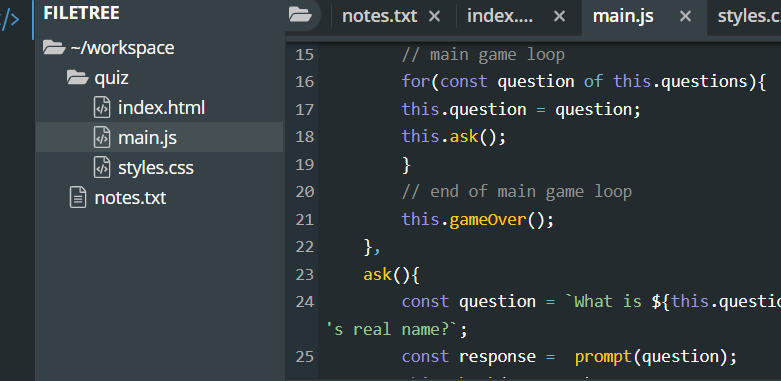 FILETREE
~/workspace
quiz
index.html
main.js
styles.css
notes.txt
notes.txt × index.... × main.js × styles.c
15 // main game loop
16 for(const question of this.questions){
17 this.question = question;
18 this.ask();
19 }
20 // end of main game loop
21 this.gameOver();
22 },
23 ask(){
24 const question = `What is ${this.questio
's real name?`;
25 const response =  prompt(question);